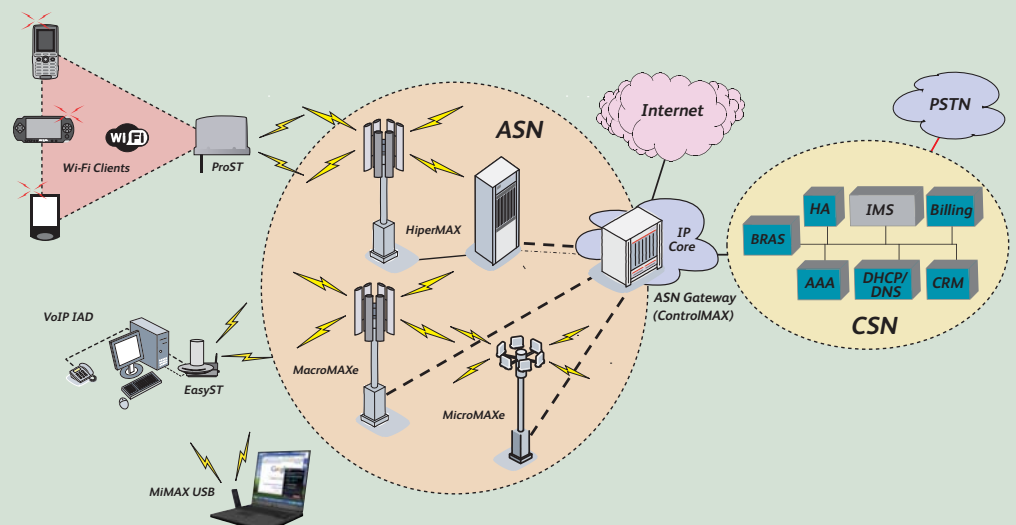 Wi-Fi Clients
WiFi
ProST
ASN
HiperMAX
Internet
IP
Core
ASN Gateway
(ControlMAX)
PSTN
HA
IMS
Billing
BRAS
AAA
DHCP/
DNS
CRM
CSN
VoIP IAD
EasyST
MacroMAXe
MicroMAXe
MiMAX USB